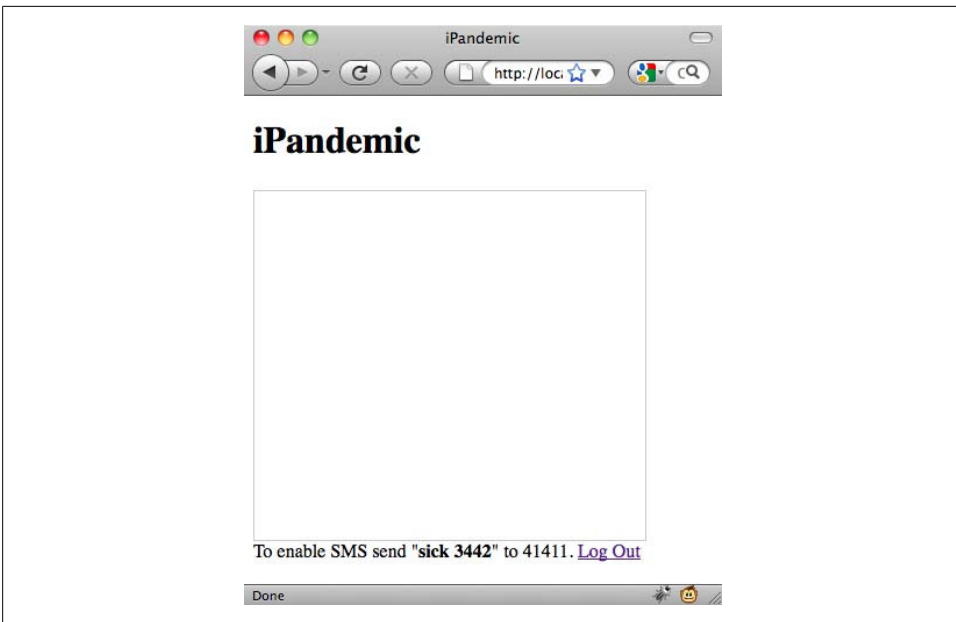 iPandemic
http://loc
iPandemic
To enable SMS send "sick 3442" to 41411. Log Out
Done